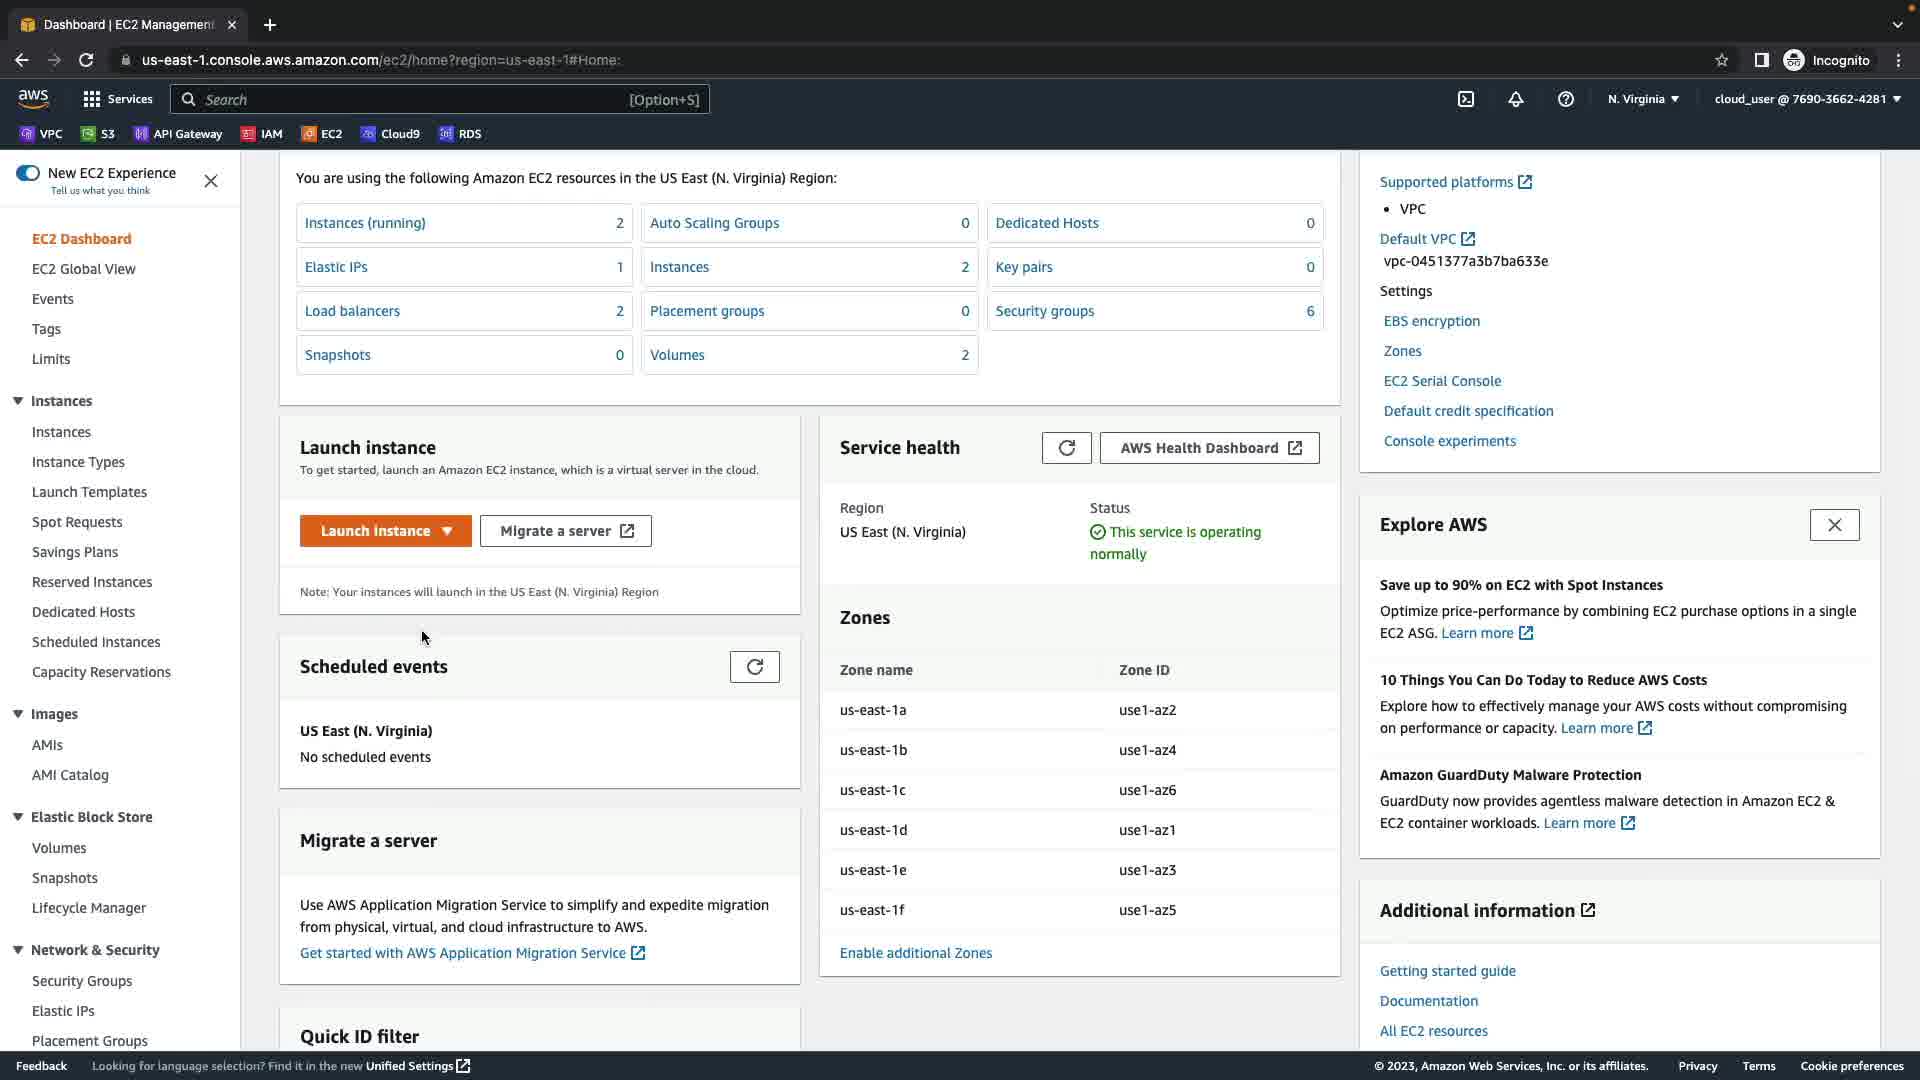 Dashboard | EC2 Management
us-east-1.console.aws.amazon.com/ec2/home?region=us-east-1#Home:
Incognito
aws
Services
Search
[Option+S]
N. Virginia
cloud_user @ 7690-3662-4281
VPC
S3
API Gateway
IAM
EC2
Cloud9
RDS
New EC2 Experience
Tell us what you think
EC2 Dashboard
EC2 Global View
Events
Tags
Limits
Instances
Instances
Instance Types
Launch Templates
Spot Requests
Savings Plans
Reserved Instances
Dedicated Hosts
Scheduled Instances
Capacity Reservations
Images
AMIs
AMI Catalog
Elastic Block Store
Volumes
Snapshots
Lifecycle Manager
Network & Security
Security Groups
Elastic IPs
Placement Groups
You are using the following Amazon EC2 resources in the US East (N. Virginia) Region:
Instances (running) 2
Auto Scaling Groups 0
Dedicated Hosts 0
Elastic IPs 1
Instances 2
Key pairs 0
Load balancers 2
Placement groups 0
Security groups 6
Snapshots 0
Volumes 2
Launch instance
To get started, launch an Amazon EC2 instance, which is a virtual server in the cloud.
Launch instance
Migrate a server
Note: Your instances will launch in the US East (N. Virginia) Region
Scheduled events
US East (N. Virginia)
No scheduled events
Migrate a server
Use AWS Application Migration Service to simplify and expedite migration
from physical, virtual, and cloud infrastructure to AWS.
Get started with AWS Application Migration Service
Quick ID filter
Service health
AWS Health Dashboard
Region
Status
US East (N. Virginia)
This service is operating
normally
Zones
Zone name Zone ID
us-east-1a use1-az2
us-east-1b use1-az4
us-east-1c use1-az6
us-east-1d use1-az1
us-east-1e use1-az3
us-east-1f use1-az5
Enable additional Zones
Supported platforms
• VPC
Default VPC
vpc-0451377a3b7ba633e
Settings
EBS encryption
Zones
EC2 Serial Console
Default credit specification
Console experiments
Explore AWS
Save up to 90% on EC2 with Spot Instances
Optimize price-performance by combining EC2 purchase options in a single
EC2 ASG. Learn more
10 Things You Can Do Today to Reduce AWS Costs
Explore how to effectively manage your AWS costs without compromising
on performance or capacity. Learn more
Amazon GuardDuty Malware Protection
GuardDuty now provides agentless malware detection in Amazon EC2 &
EC2 container workloads. Learn more
Additional information
Getting started guide
Documentation
All EC2 resources
Feedback
Looking for language selection? Find it in the new Unified Settings
© 2023, Amazon Web Services, Inc. or its affiliates.
Privacy
Terms
Cookie preferences